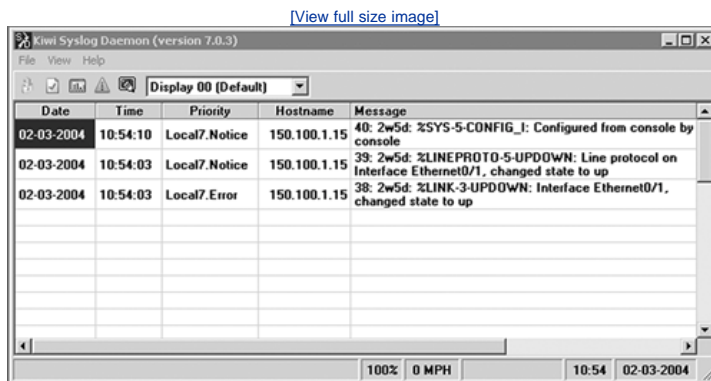 [View full size image]
Kiwi Syslog Daemon (version 7.0.3)
File View Help
Display 00 (Default)
Date Time Priority Hostname Message
02-03-2004 10:54:10 Local7.Notice 150.100.1.15 40: 2w5d: %SYS-5-CONFIG_I: Configured from console by
console
02-03-2004 10:54:03 Local7.Notice 150.100.1.15 39: 2w5d: %LINEPROTO-5-UPDOWN: Line protocol on
Interface Ethernet0/1, changed state to up
02-03-2004 10:54:03 Local7.Error 150.100.1.15 38: 2w5d: %LINK-3-UPDOWN: Interface Ethernet0/1,
changed state to up
100% 0 MPH 10:54 02-03-2004